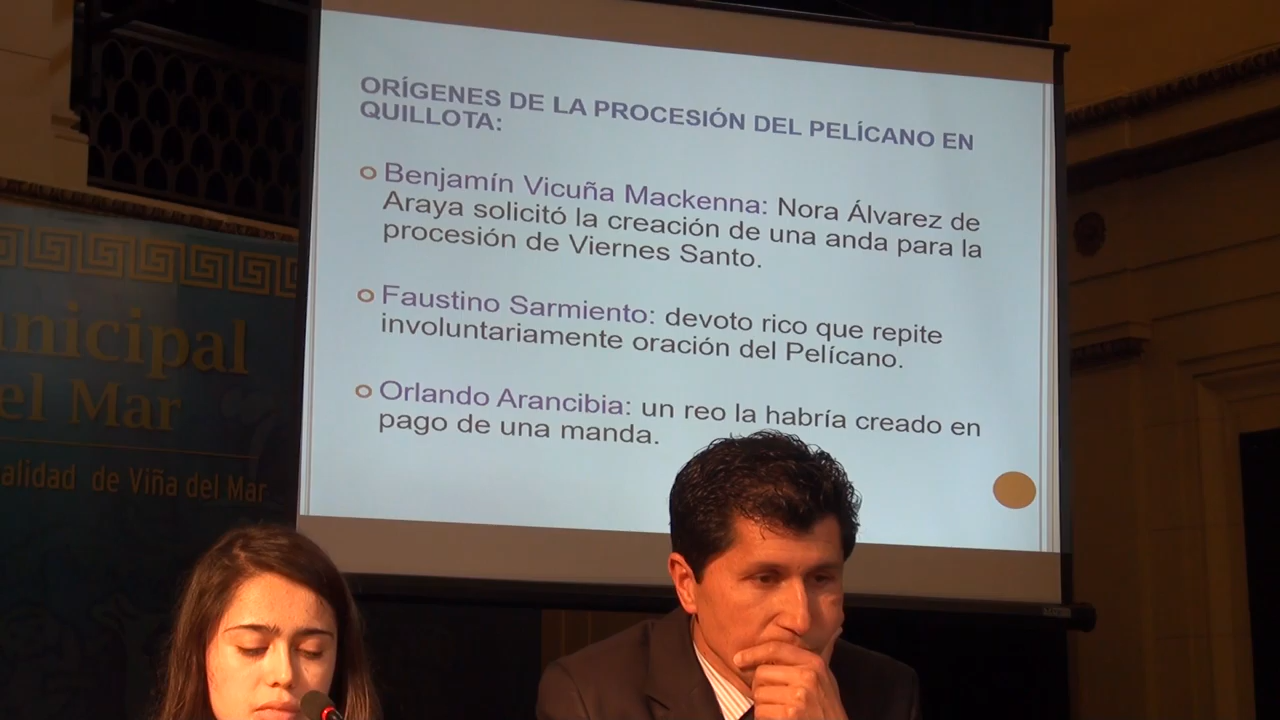 ORÍGENES DE LA PROCESIÓN DEL PELÍCANO EN
QUILLOTA:
Benjamín Vicuña Mackenna: Nora Álvarez de
Araya solicitó la creación de una anda para la
procesión de Viernes Santo.
Faustino Sarmiento: devoto rico que repite
involuntariamente oración del Pelícano.
Orlando Arancibia: un reo la habría creado en
pago de una manda.
nicipal
el Mar
alidad de Viña del Mar